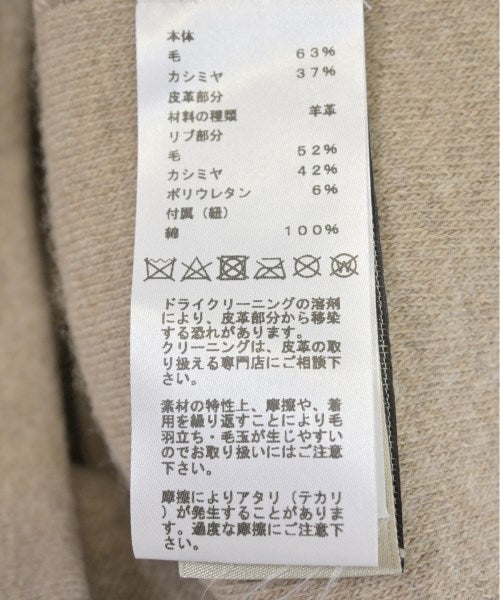 本体
毛 63%
カシミヤ 37%
皮革部分
材料の種類 羊革
リブ部分
毛 52%
カシミヤ 42%
ポリウレタン 6%
付属（紐）
綿 100%
ドライクリーニングの溶剤
により、皮革部分から移染
する恐れがあります。
クリーニングは、皮革の取
り扱える専門店にご相談下
さい。
素材の特性上、摩擦や、着
用を繰り返すことにより毛
羽立ち・毛玉が生じやすい
のでお取り扱いにはご注意
下さい。
摩擦によりアタリ（テカリ
）が発生することがありま
す。過度な摩擦にご注意下
さい。